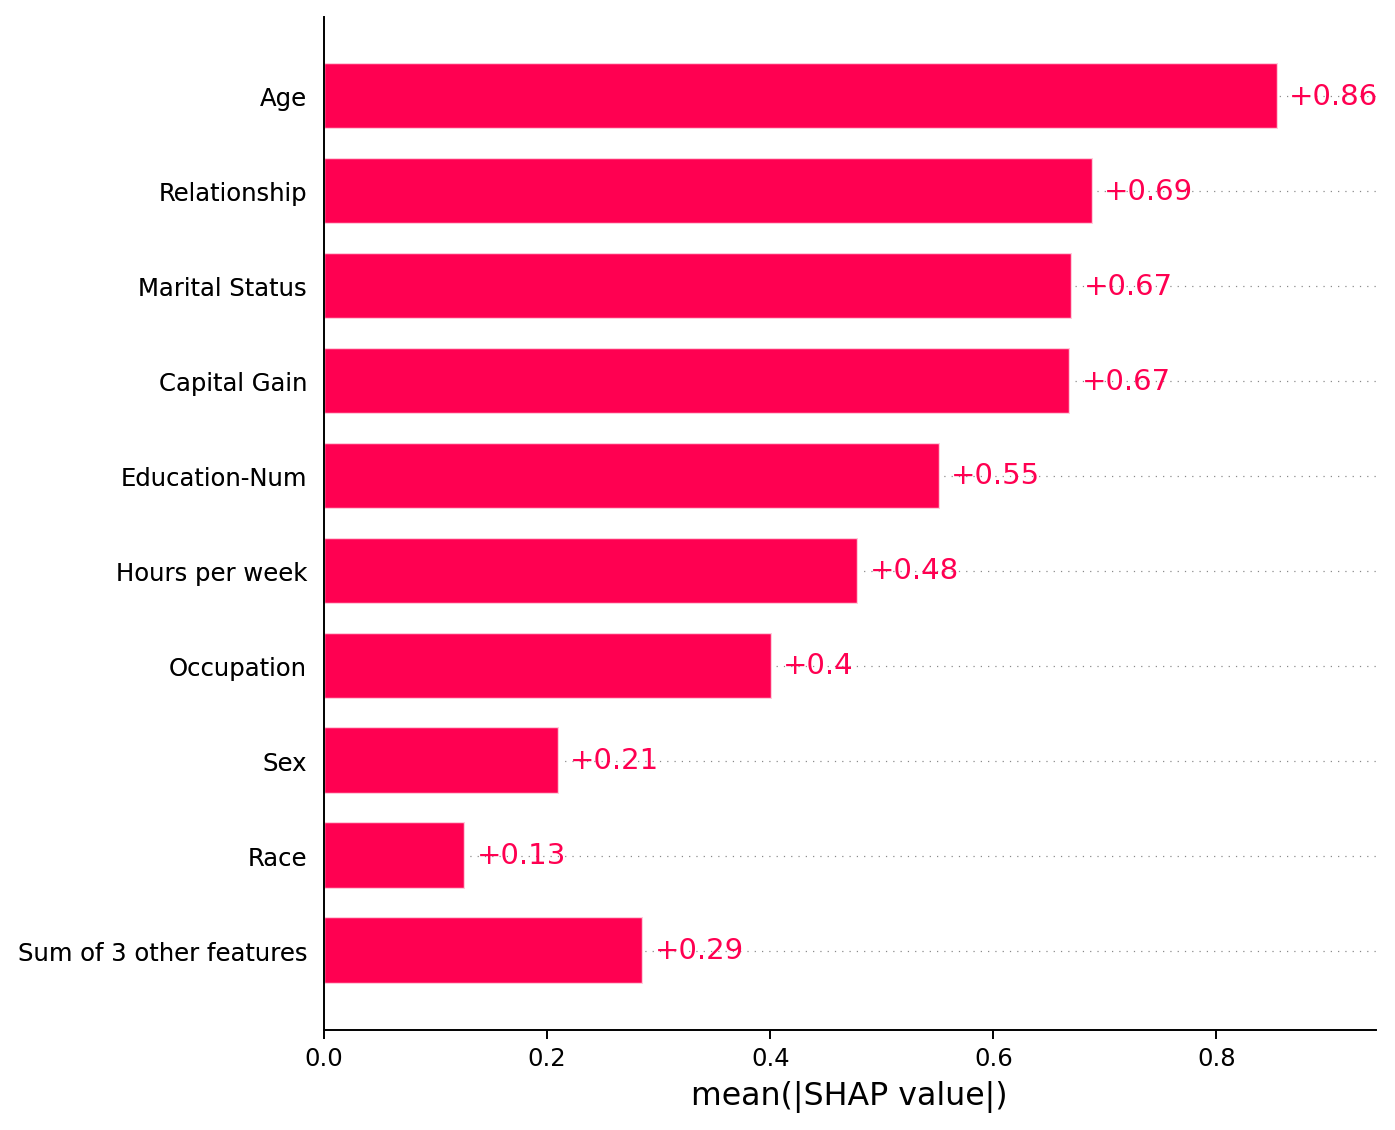 Age +0.86
Relationship +0.69
Marital Status +0.67
Capital Gain +0.67
Education-Num +0.55
Hours per week +0.48
Occupation +0.4
Sex +0.21
Race +0.13
Sum of 3 other features +0.29
0.0 0.2 0.4 0.6 0.8
mean(|SHAP value|)